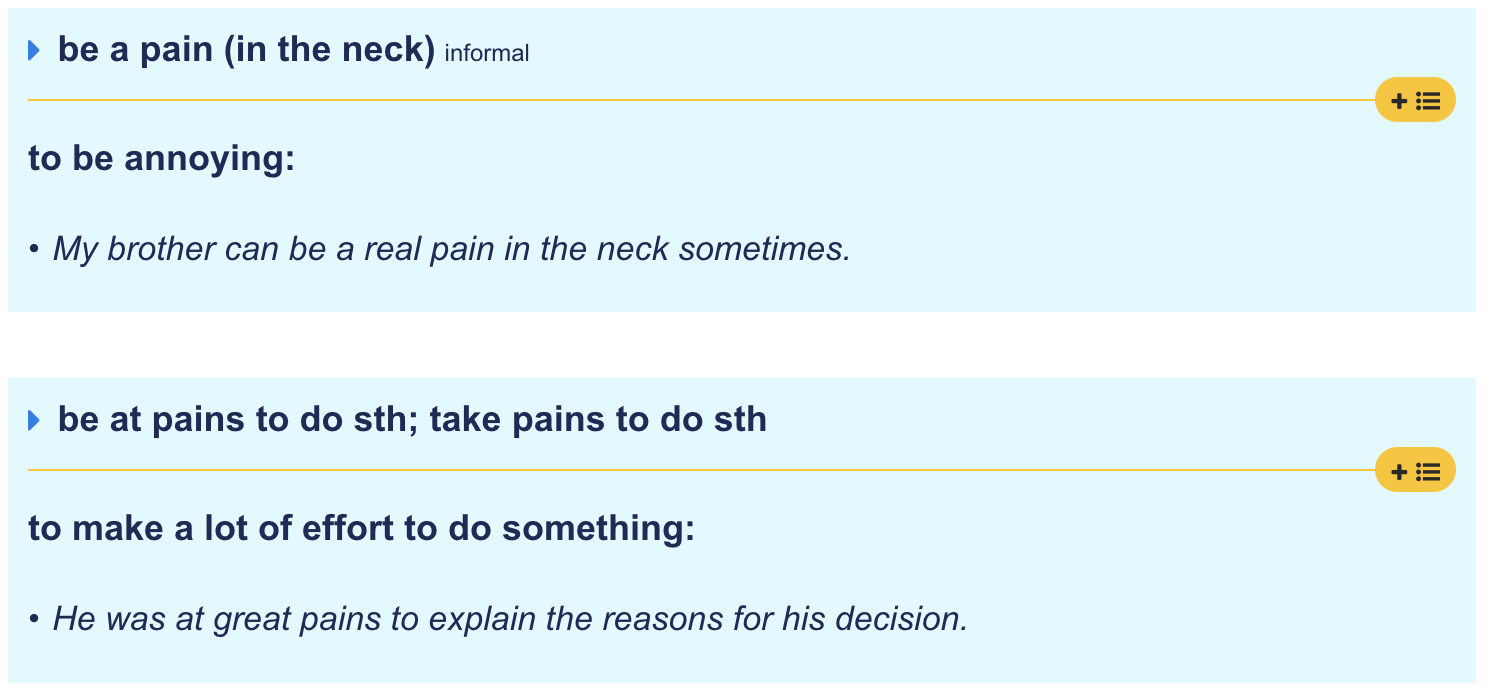 be a pain (in the neck) informal
to be annoying:
• My brother can be a real pain in the neck sometimes.
be at pains to do sth; take pains to do sth
to make a lot of effort to do something:
• He was at great pains to explain the reasons for his decision.